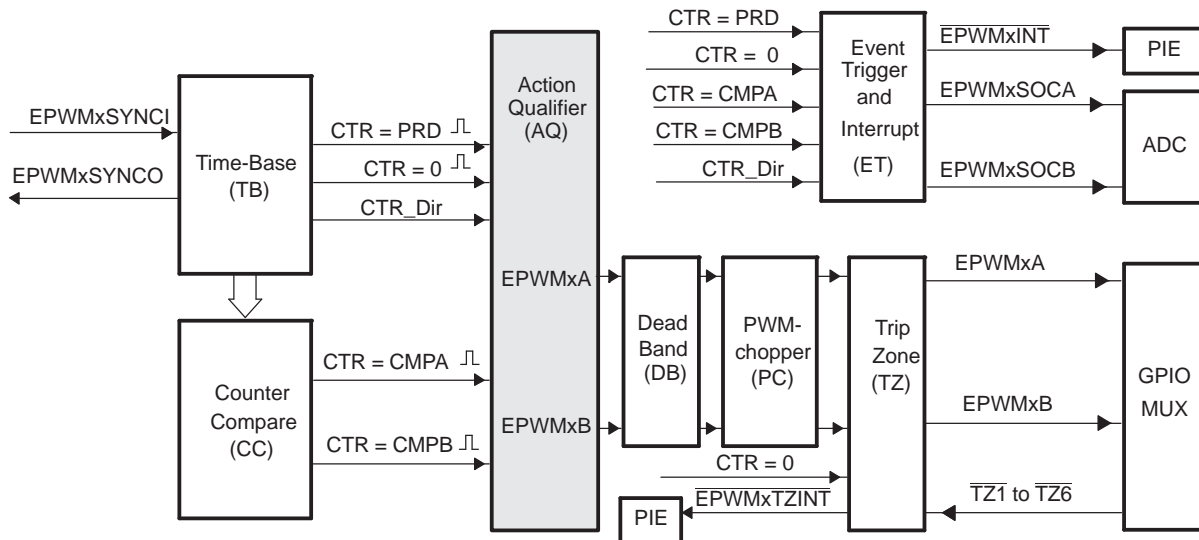 EPWMxSYNCI
EPWMxSYNCO
Time-Base
(TB)
CTR = PRD
CTR = 0
CTR_Dir
Counter
Compare
(CC)
CTR = CMPA
CTR = CMPB
Action
Qualifier
(AQ)
EPWMxA
EPWMxB
CTR = PRD
CTR = 0
CTR = CMPA
CTR = CMPB
CTR_Dir
Event
Trigger
and
Interrupt
(ET)
EPWMxINT
EPWMxSOCA
EPWMxSOCB
PIE
ADC
Dead
Band
(DB)
PWM-
chopper
(PC)
Trip
Zone
(TZ)
CTR = 0
EPWMxTZINT
PIE
EPWMxA
EPWMxB
TZ1 to TZ6
GPIO
MUX